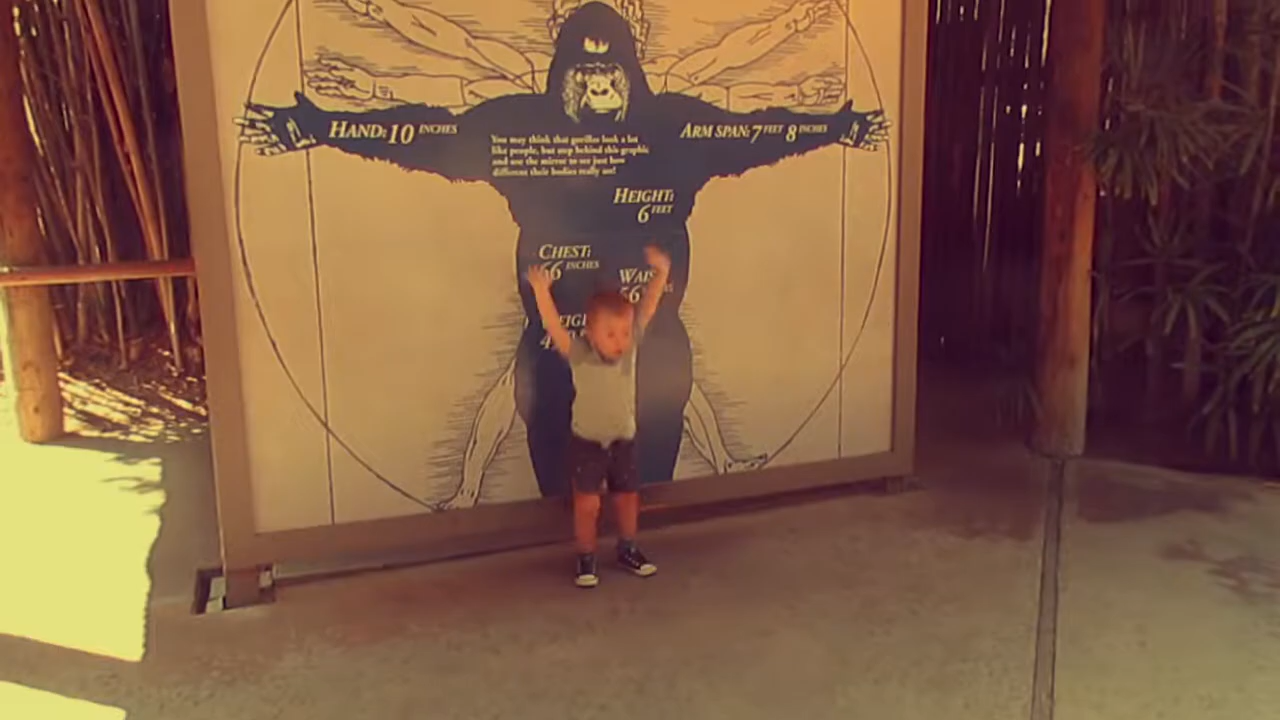 HAND: 10 INCHES
ARM SPAN: 7 FEET 8 INCHES
You may think that gorillas look a lot
like people, but step behind this graphic
and use the mirror to see just how
different their bodies really are!
HEIGHT:
6 FEET
CHEST:
66 INCHES
56